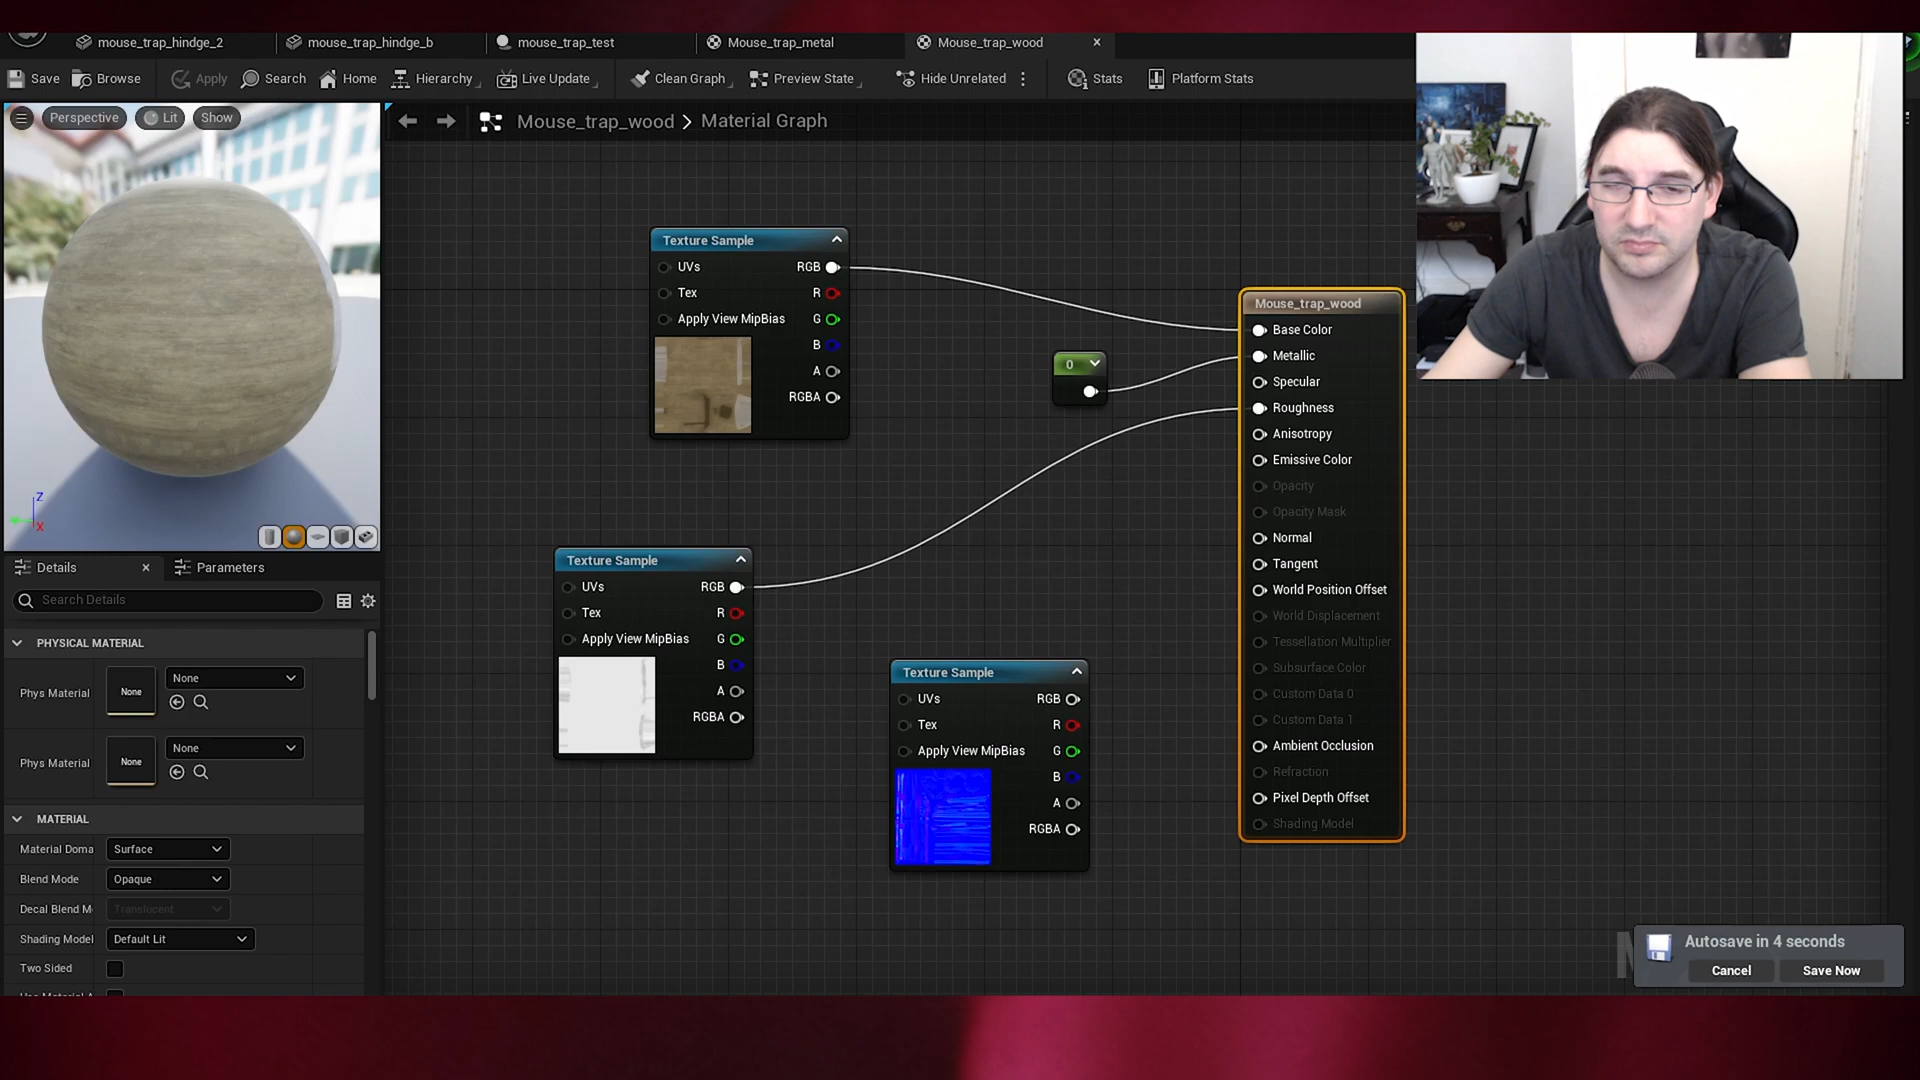 mouse_trap_hindge_2
mouse_trap_hindge_b
mouse_trap_test
Mouse_trap_metal
Mouse_trap_wood
Save
Browse
Apply
Search
Home
Hierarchy
Live Update
Clean Graph
Preview State
Hide Unrelated
Stats
Platform Stats
Perspective
Lit
Show
Mouse_trap_wood > Material Graph
Z
X
Texture Sample
UVs RGB
Tex R
Apply View MipBias G
B
A
RGBA
0
Mouse_trap_wood
Base Color
Metallic
Specular
Roughness
Anisotropy
Emissive Color
Opacity
Opacity Mask
Normal
Tangent
World Position Offset
World Displacement
Tessellation Multiplier
Subsurface Color
Custom Data 0
Custom Data 1
Ambient Occlusion
Refraction
Pixel Depth Offset
Shading Model
Texture Sample
UVs RGB
Tex R
Apply View MipBias G
B
A
RGBA
Texture Sample
UVs RGB
Tex R
Apply View MipBias G
B
A
RGBA
Details
Parameters
Search Details
PHYSICAL MATERIAL
Phys Material None None
Phys Material None None
MATERIAL
Material Doma Surface
Blend Mode Opaque
Decal Blend M Translucent
Shading Model Default Lit
Two Sided
Autosave in 4 seconds
Cancel Save Now